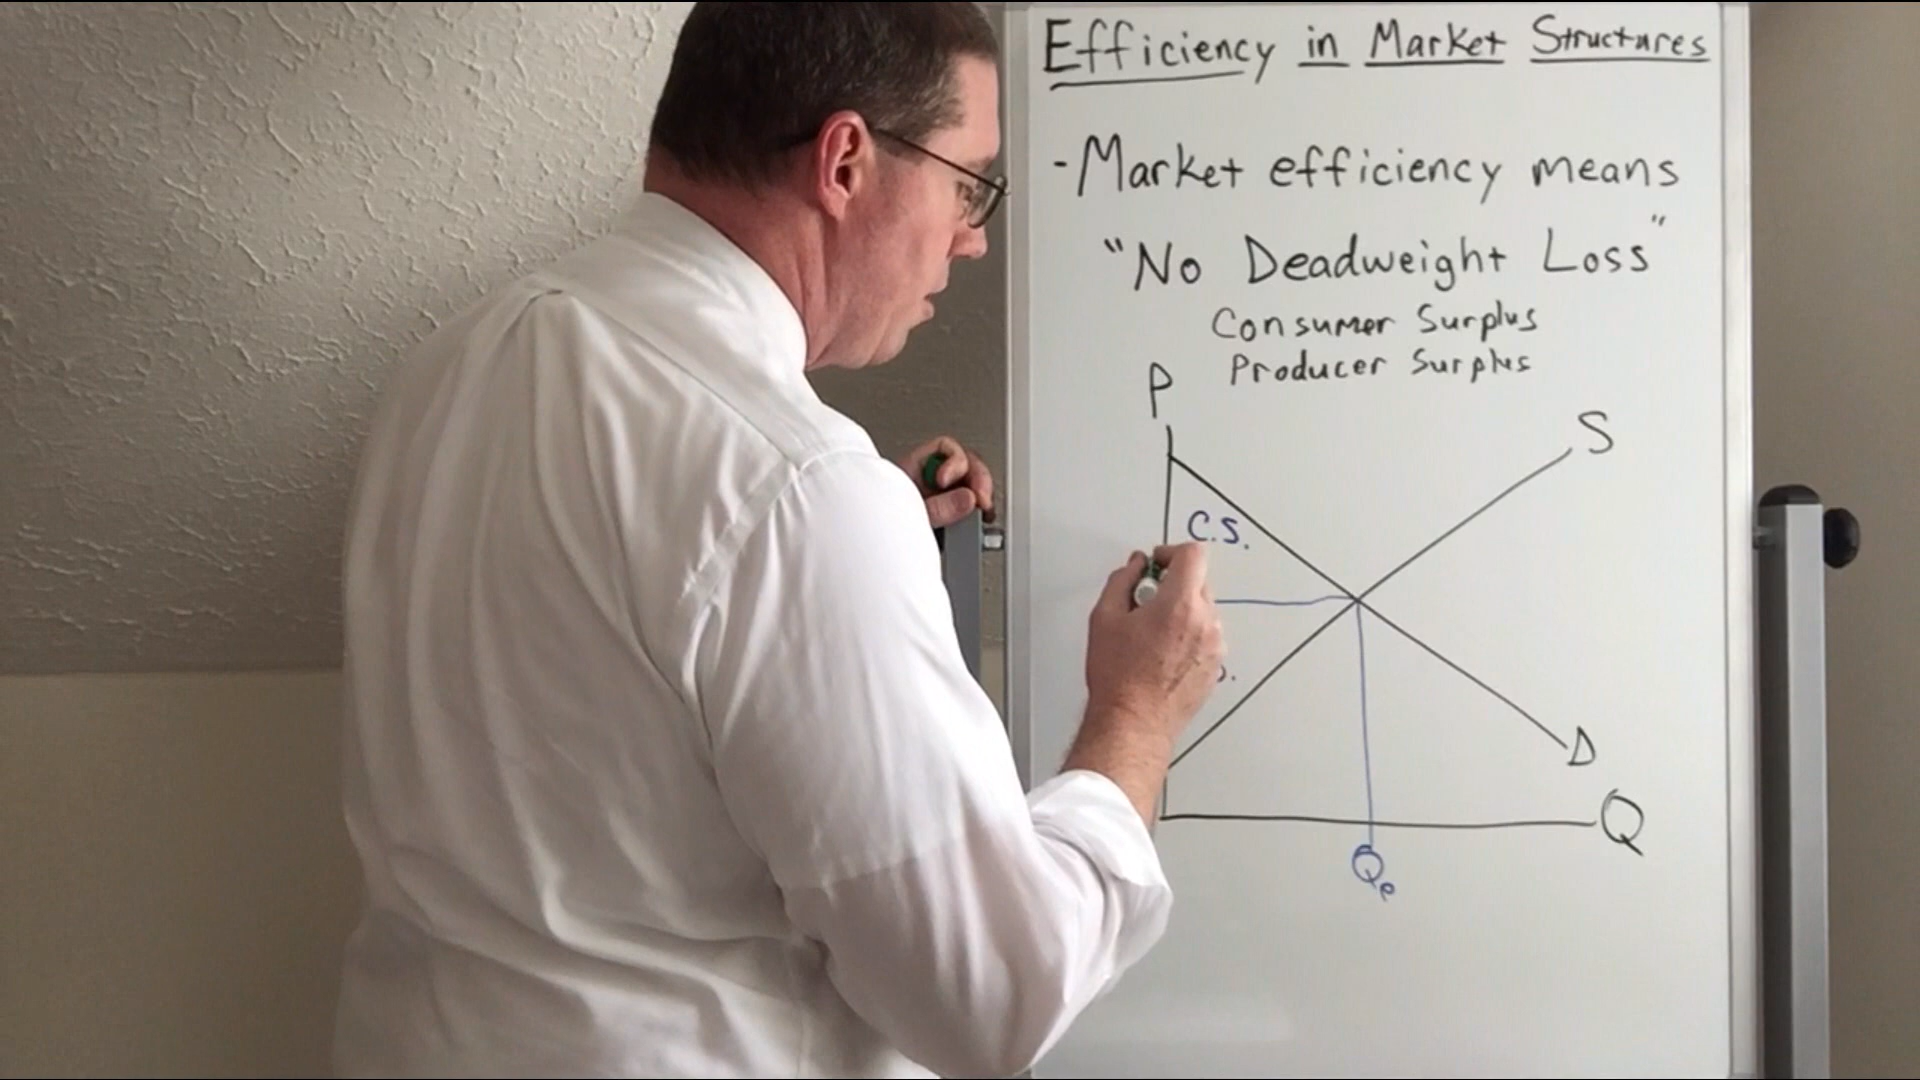 Efficiency in Market Structures
- Market efficiency means
"No Deadweight Loss"
Consumer Surplus
Producer Surplus
P
S
C.S.
D
Q
Qe